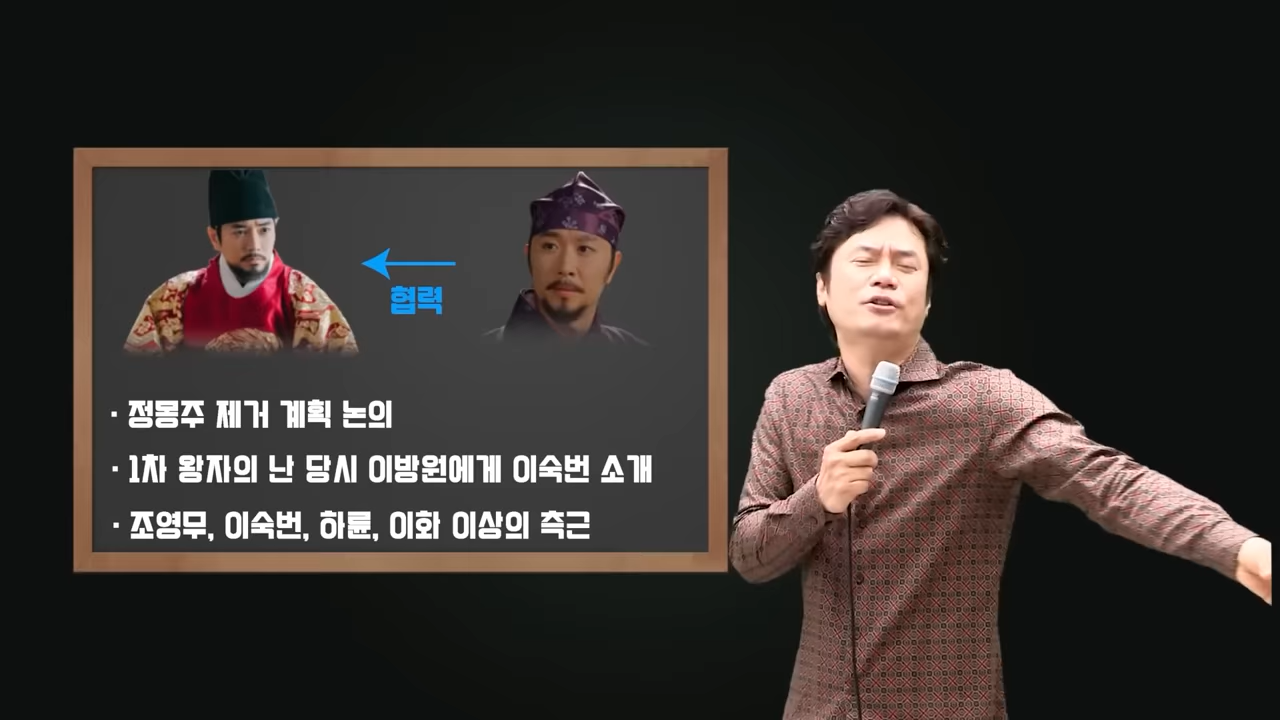 협력
· 정몽주 제거 계획 논의
· 1차 왕자의 난 당시 이방원에게 이숙번 소개
· 조영무, 이숙번, 하륜, 이화 이상의 측근